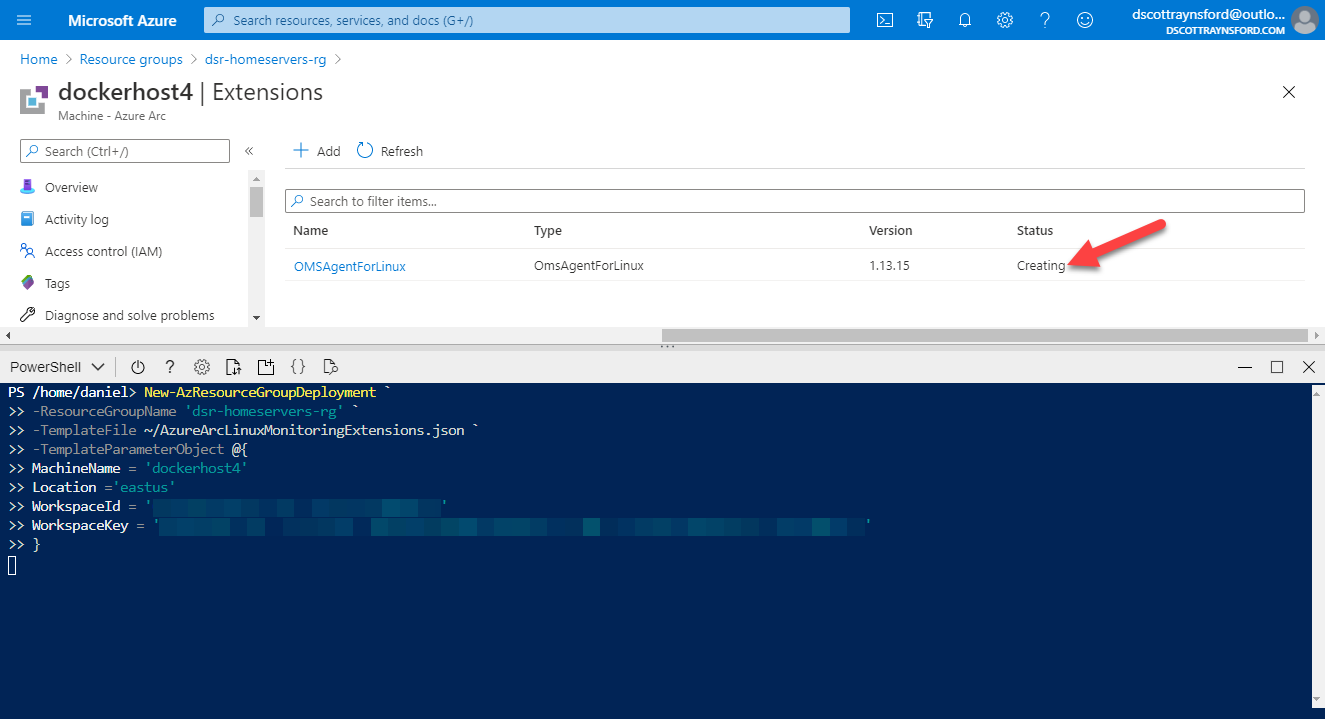 Microsoft Azure
Search resources, services, and docs (G+/)
dscottraynsford@outlo...
DSCOTTRAYNSFORD.COM
Home > Resource groups > dsr-homeservers-rg >
dockerhost4 | Extensions
Machine - Azure Arc
Search (Ctrl+/)
«
Add
Refresh
Overview
Activity log
Access control (IAM)
Tags
Diagnose and solve problems
Search to filter items...
Name Type Version Status
OMSAgentForLinux OmsAgentForLinux 1.13.15 Creating
PowerShell
?
{}
PS /home/daniel> New-AzResourceGroupDeployment `
>> -ResourceGroupName 'dsr-homeservers-rg' `
>> -TemplateFile ~/AzureArcLinuxMonitoringExtensions.json `
>> -TemplateParameterObject @{
>> MachineName = 'dockerhost4'
>> Location ='eastus'
>> WorkspaceId = ' '
>> WorkspaceKey = ' '
>> }